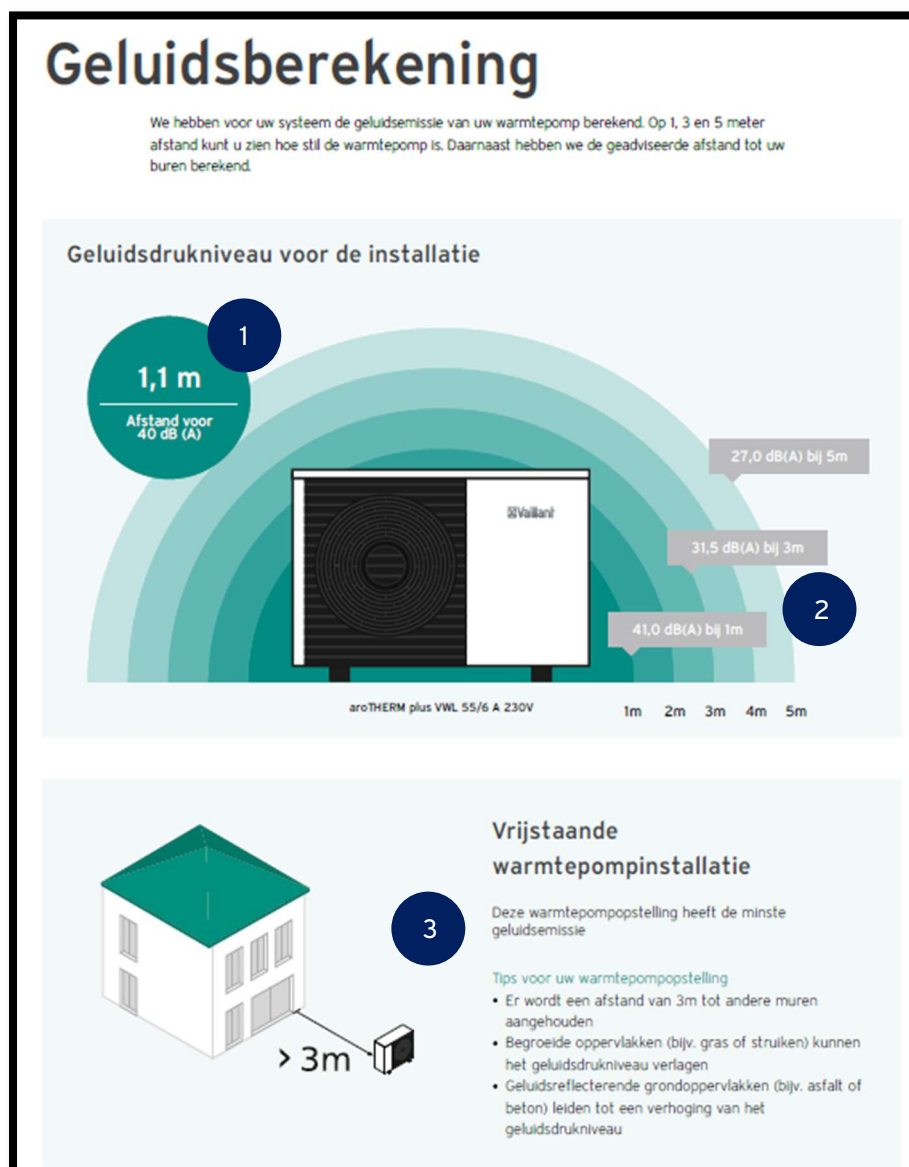 Geluidsberekening
We hebben voor uw systeem de geluidsemissie van uw warmtepomp berekend. Op 1, 3 en 5 meter
afstand kunt u zien hoe stil de warmtepomp is. Daarnaast hebben we de geadviseerde afstand tot uw
buren berekend.
Geluidsdrukniveau voor de installatie
1
1,1 m
Afstand voor
40 dB (A)
27,0 dB(A) bij 5m
Vaillant
31,5 dB(A) bij 3m
2
41,0 dB(A) bij 1m
aroTHERM plus VWL 55/6 A 230V
1m 2m 3m 4m 5m
Vrijstaande
warmtepompinstallatie
3
Deze warmtepompopstelling heeft de minste
geluidsemissie
Tips voor uw warmtepompopstelling
• Er wordt een afstand van 3m tot andere muren
aangehouden
• Begroeide oppervlakken (bijv. gras of struiken) kunnen
het geluidsdrukniveau verlagen
• Geluidsreflecterende grondoppervlakken (bijv. asfalt of
beton) leiden tot een verhoging van het
geluidsdrukniveau
> 3m